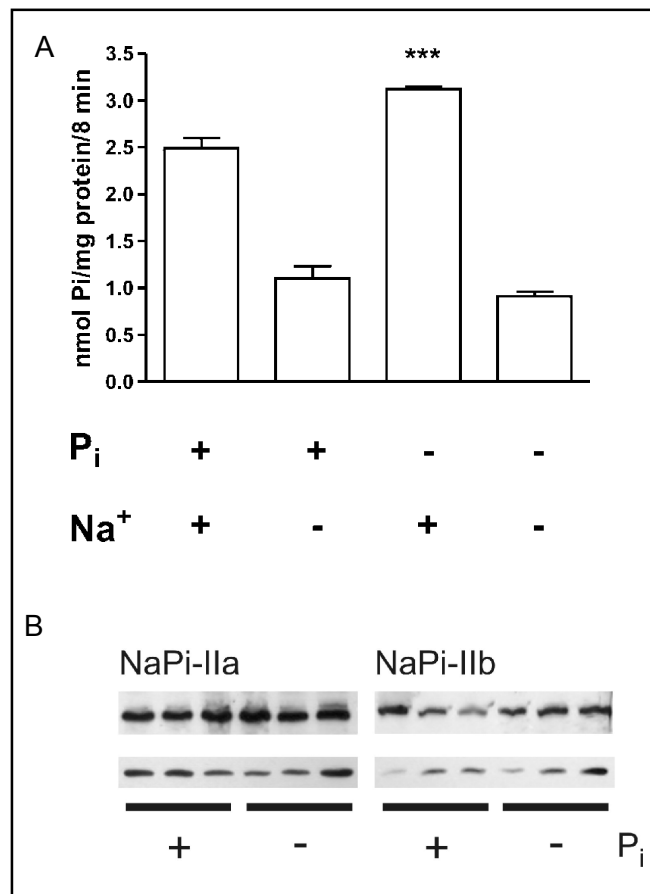 A
***
nmol Pi/mg protein/8 min
3.5
3.0
2.5
2.0
1.5
1.0
0.5
0.0
Pi + + - -
Na+ + - + -
B
NaPi-IIa NaPi-IIb
+ - + - Pi